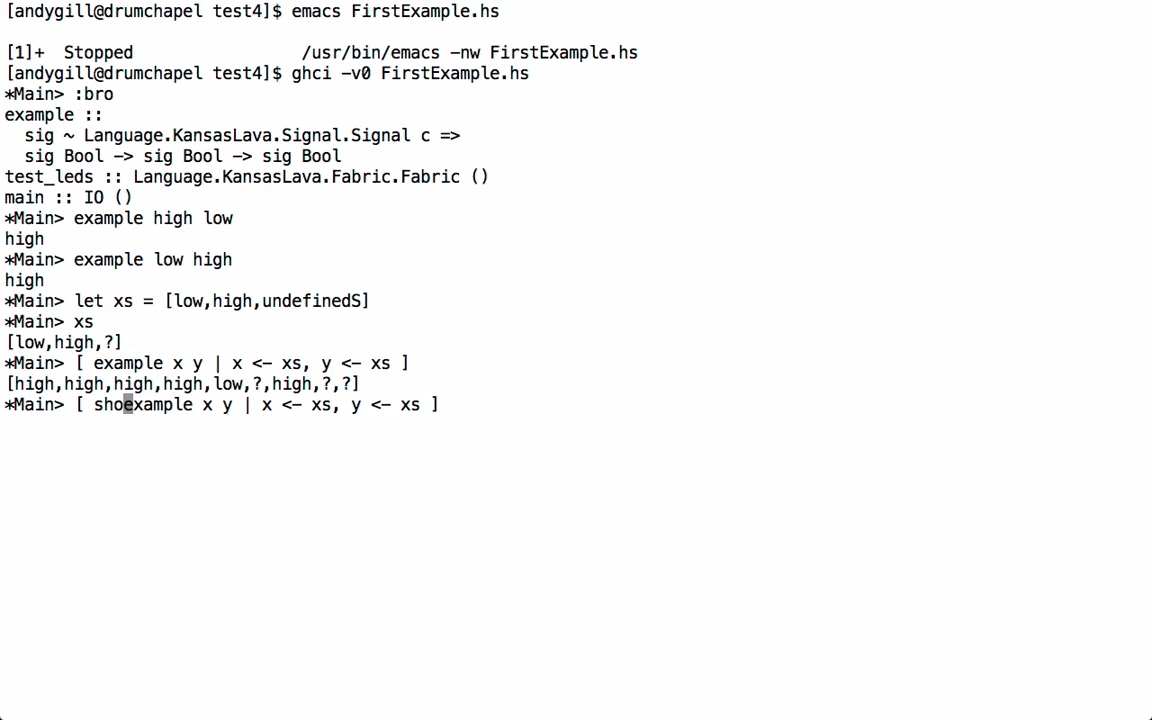 [andygill@drumchapel test4]$ emacs FirstExample.hs
[1]+  Stopped                 /usr/bin/emacs -nw FirstExample.hs
[andygill@drumchapel test4]$ ghci -v0 FirstExample.hs
*Main> :bro
example ::
  sig ~ Language.KansasLava.Signal.Signal c =>
  sig Bool -> sig Bool -> sig Bool
test_leds :: Language.KansasLava.Fabric.Fabric ()
main :: IO ()
*Main> example high low
high
*Main> example low high
high
*Main> let xs = [low,high,undefinedS]
*Main> xs
[low,high,?]
*Main> [ example x y | x <- xs, y <- xs ]
[high,high,high,high,low,?,high,?,?]
*Main> [ shoexample x y | x <- xs, y <- xs ]